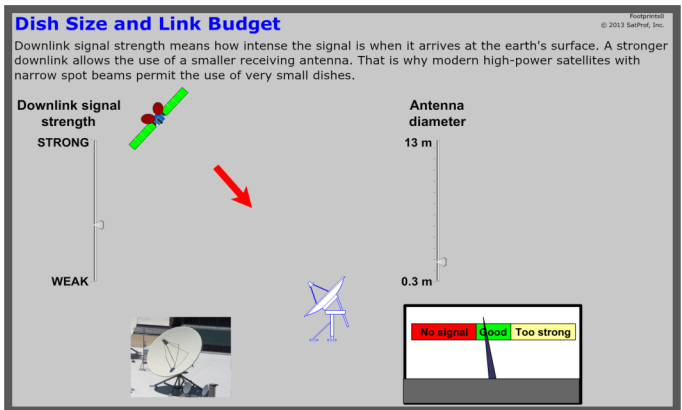 Dish Size and Link Budget
Footprints0
© 2013 SatProf, Inc.
Downlink signal strength means how intense the signal is when it arrives at the earth's surface. A stronger
downlink allows the use of a smaller receiving antenna. That is why modern high-power satellites with
narrow spot beams permit the use of very small dishes.
Downlink signal
strength
STRONG
WEAK
Antenna
diameter
13 m
0.3 m
No signal
Good
Too strong